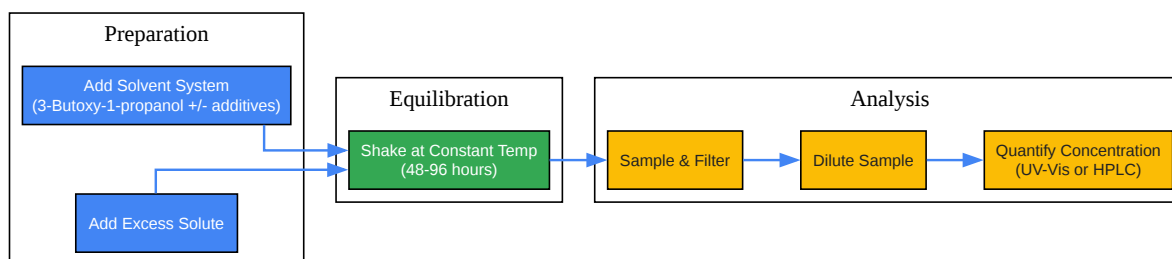 Preparation
Add Solvent System
(3-Butoxy-1-propanol +/- additives)
Add Excess Solute
Equilibration
Shake at Constant Temp
(48-96 hours)
Analysis
Sample & Filter
Dilute Sample
Quantify Concentration
(UV-Vis or HPLC)